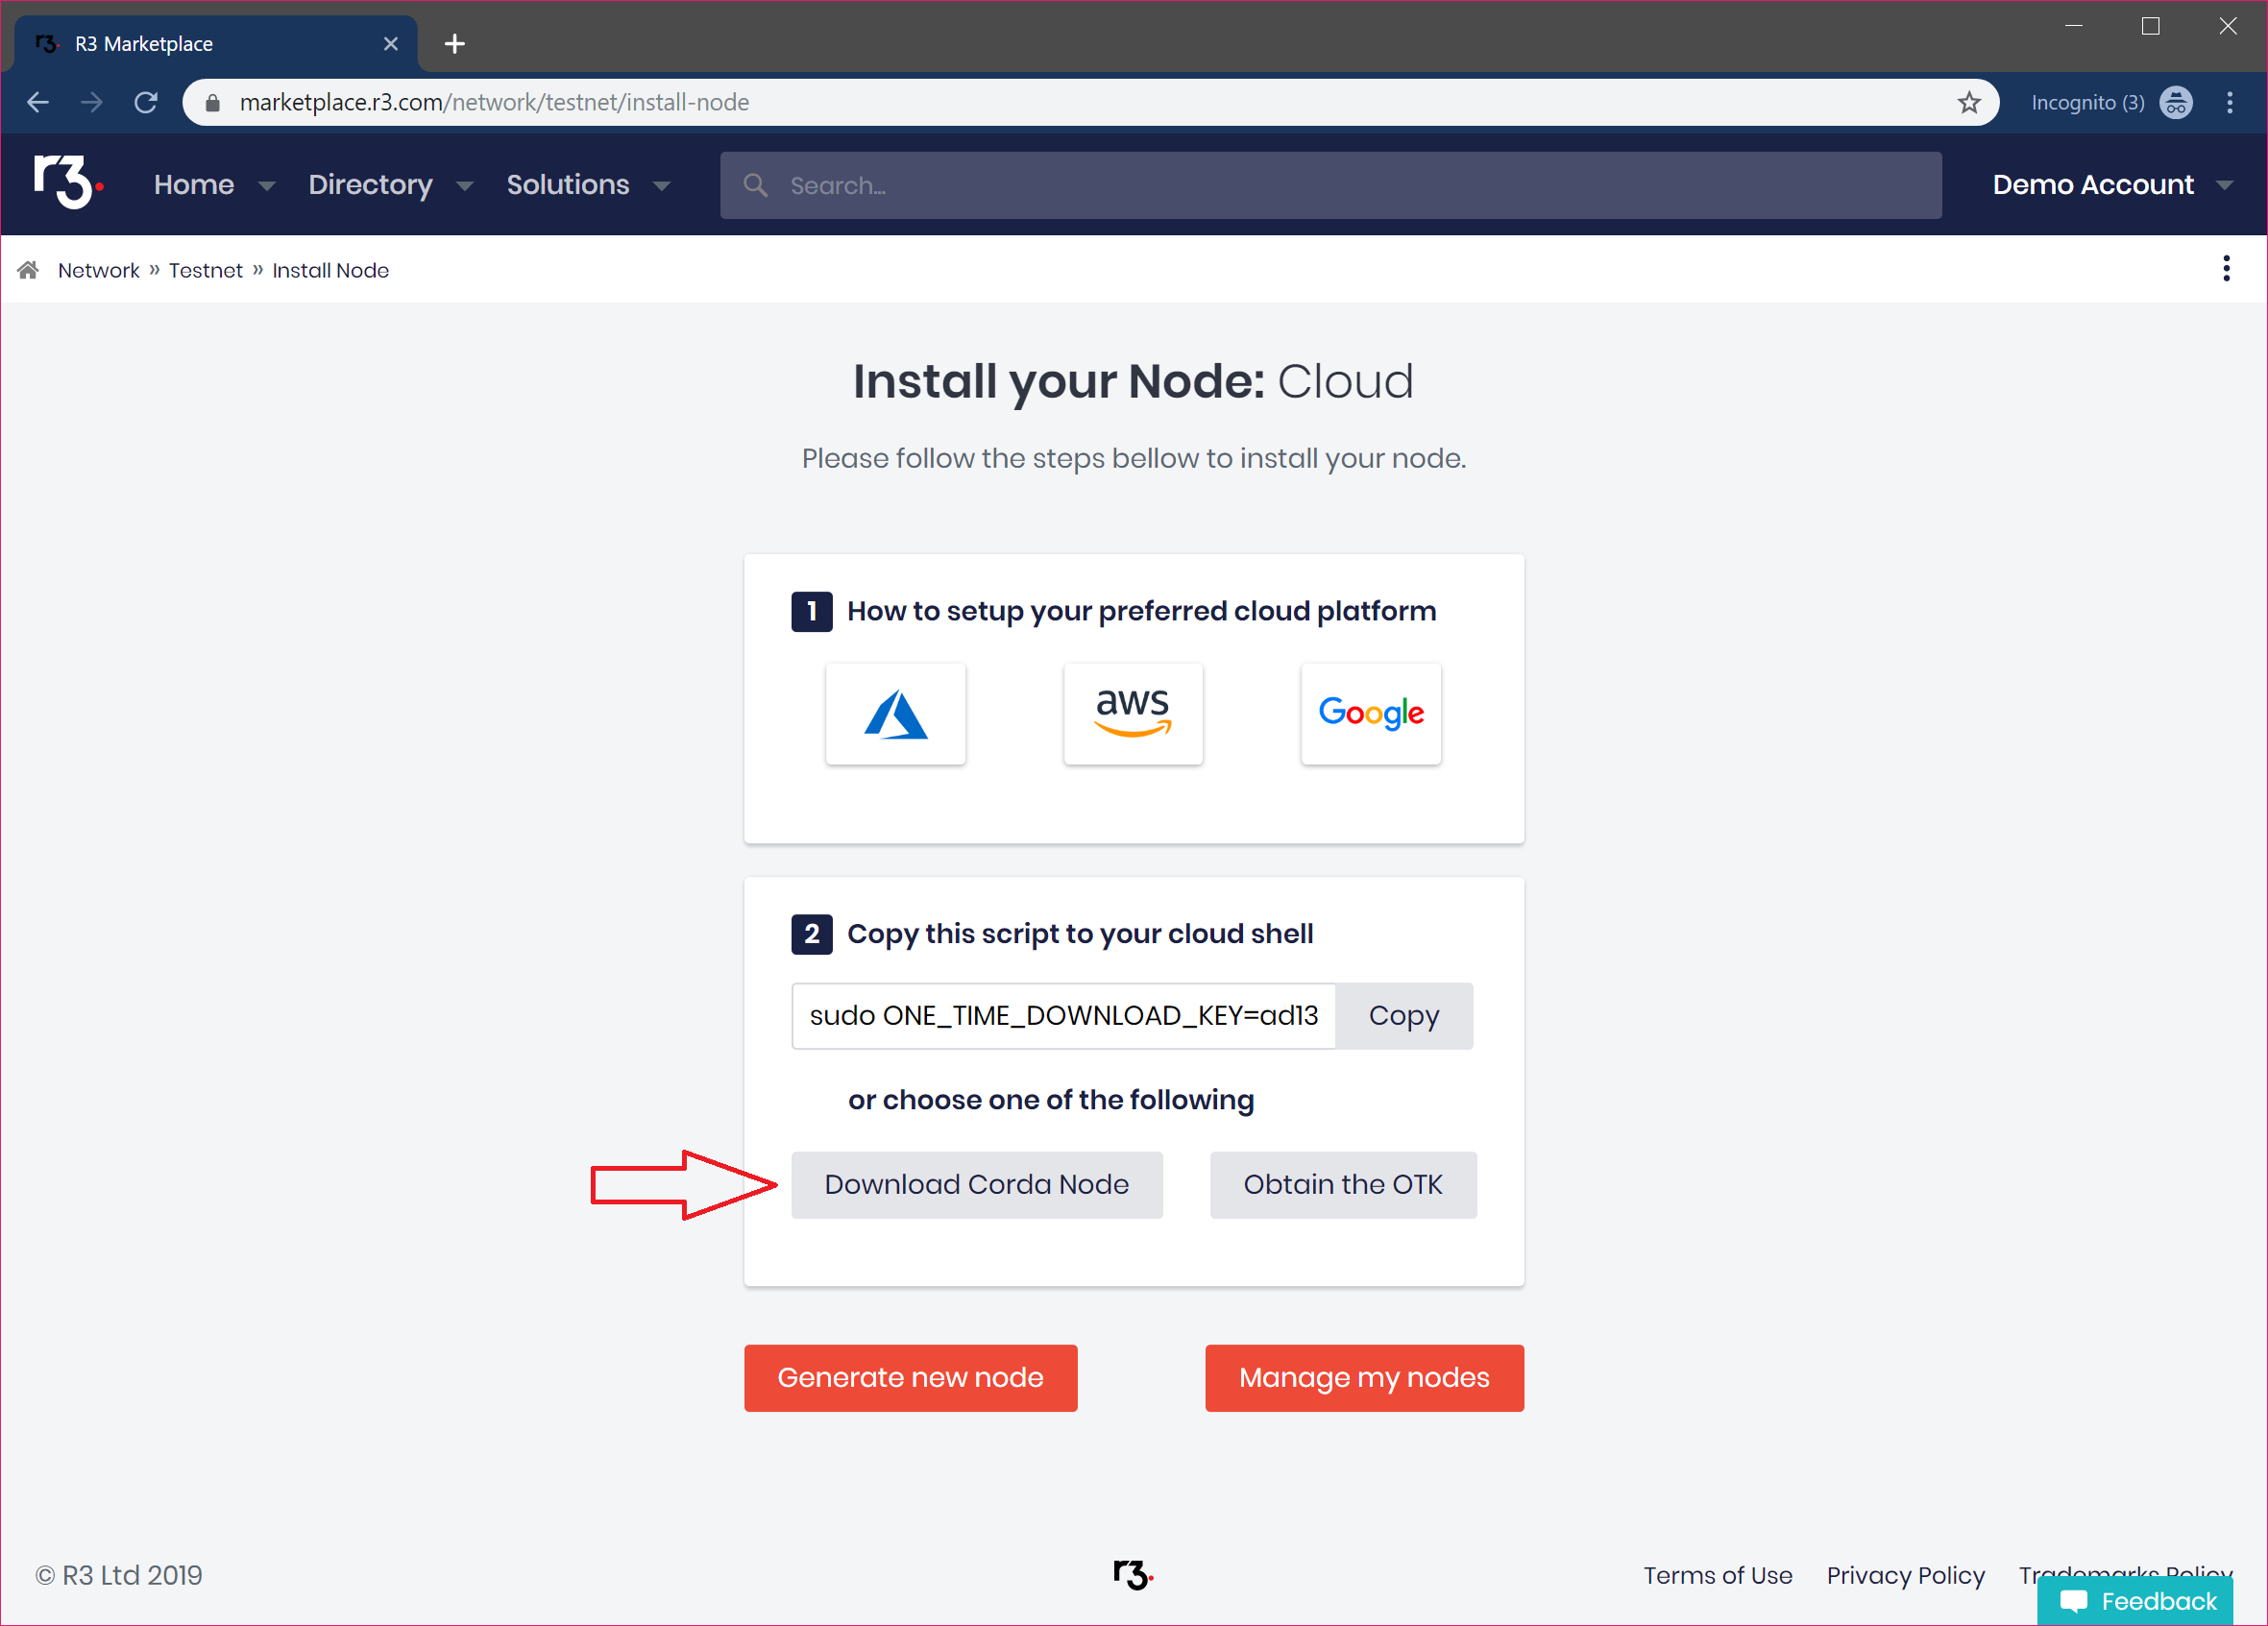 r3. R3 Marketplace
marketplace.r3.com/network/testnet/install-node
Incognito (3)
r3. Home Directory Solutions Search... Demo Account
Network » Testnet » Install Node
Install your Node: Cloud
Please follow the steps bellow to install your node.
1 How to setup your preferred cloud platform
aws Google
2 Copy this script to your cloud shell
sudo ONE_TIME_DOWNLOAD_KEY=ad13 Copy
or choose one of the following
Download Corda Node Obtain the OTK
Generate new node Manage my nodes
© R3 Ltd 2019 r3. Terms of Use Privacy Policy Trademarks Policy
Feedback